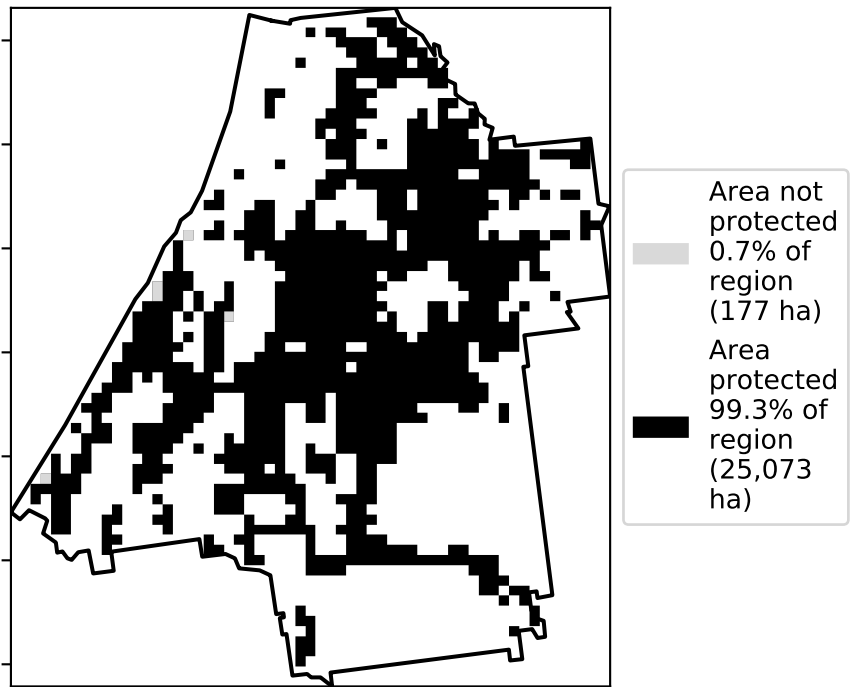 Area not
protected
0.7% of
region
(177 ha)
Area
protected
99.3% of
region
(25,073
ha)